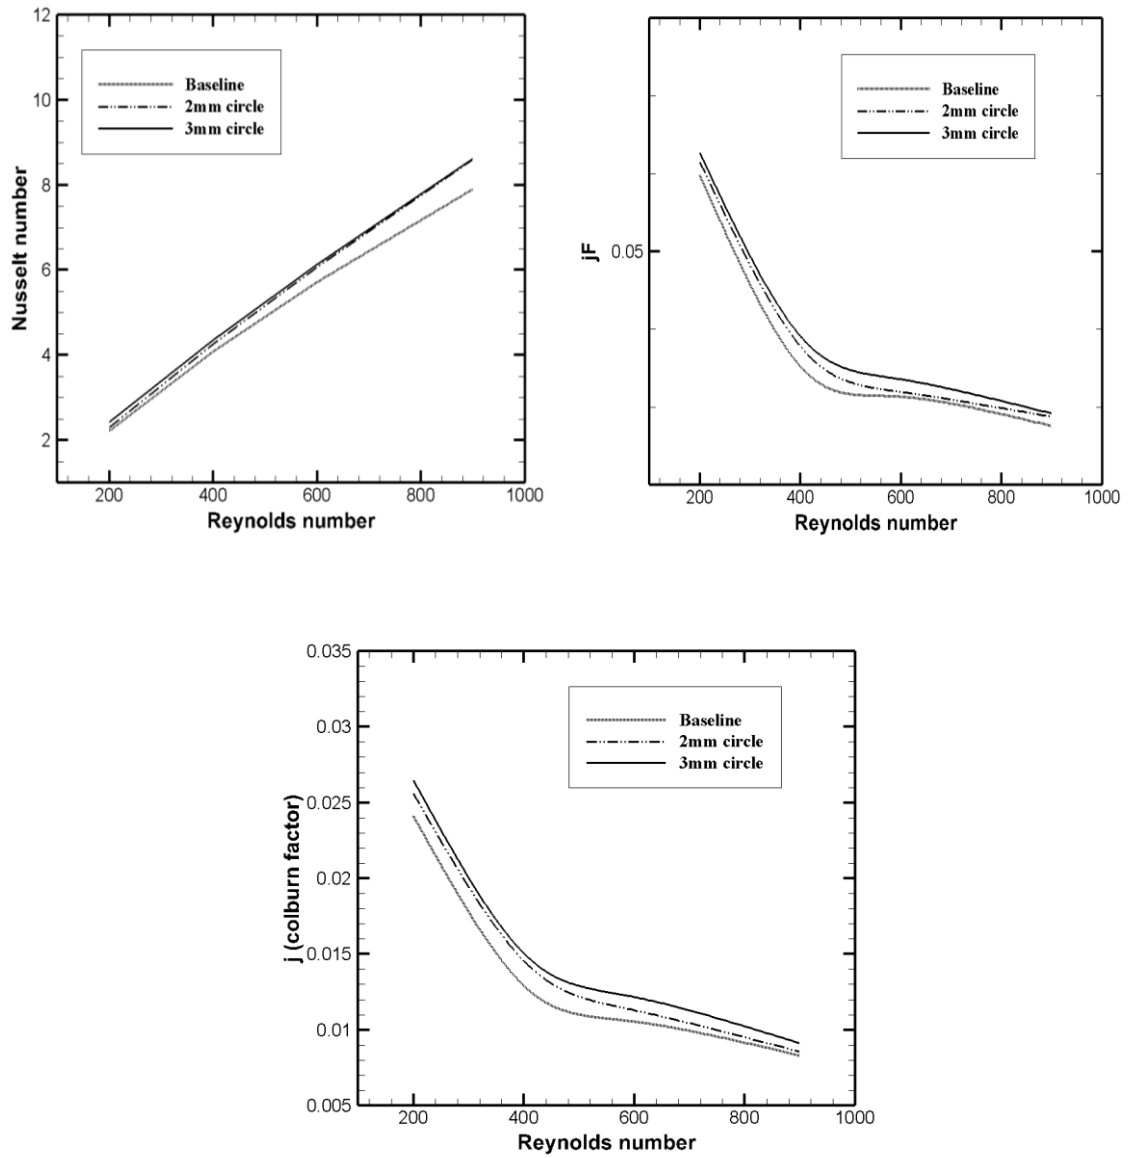 12
10
8
6
4
2
Nusselt number
Baseline
2mm circle
3mm circle
200 400 600 800 1000
Reynolds number
jF
0.05
Baseline
2mm circle
3mm circle
200 400 600 800 1000
Reynolds number
0.035
0.03
0.025
0.02
0.015
0.01
0.005
j (colburn factor)
Baseline
2mm circle
3mm circle
200 400 600 800 1000
Reynolds number